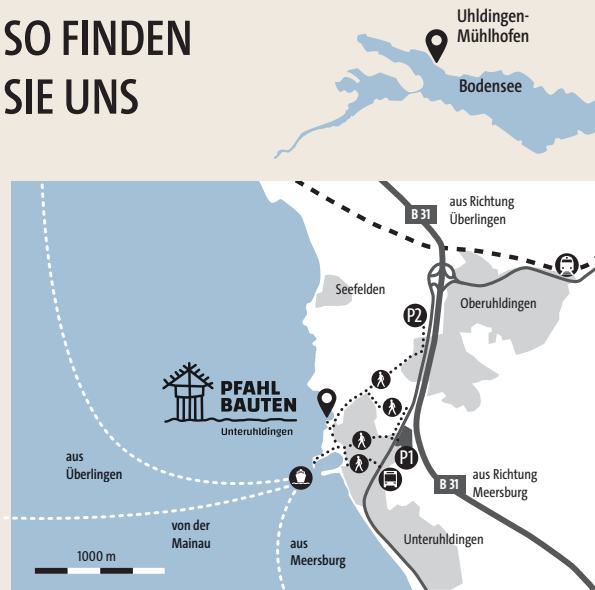 SO FINDEN
SIE UNS
Uhldingen-
Mühlhofen
Bodensee
aus Richtung
Überlingen
B 31
Seefelden
Oberuhldingen
P2
PFAHL
BAUTEN
Unteruhldingen
P1
aus
Überlingen
B 31
aus Richtung
Meersburg
von der
Mainau
aus
Meersburg
Unteruhldingen
1000 m